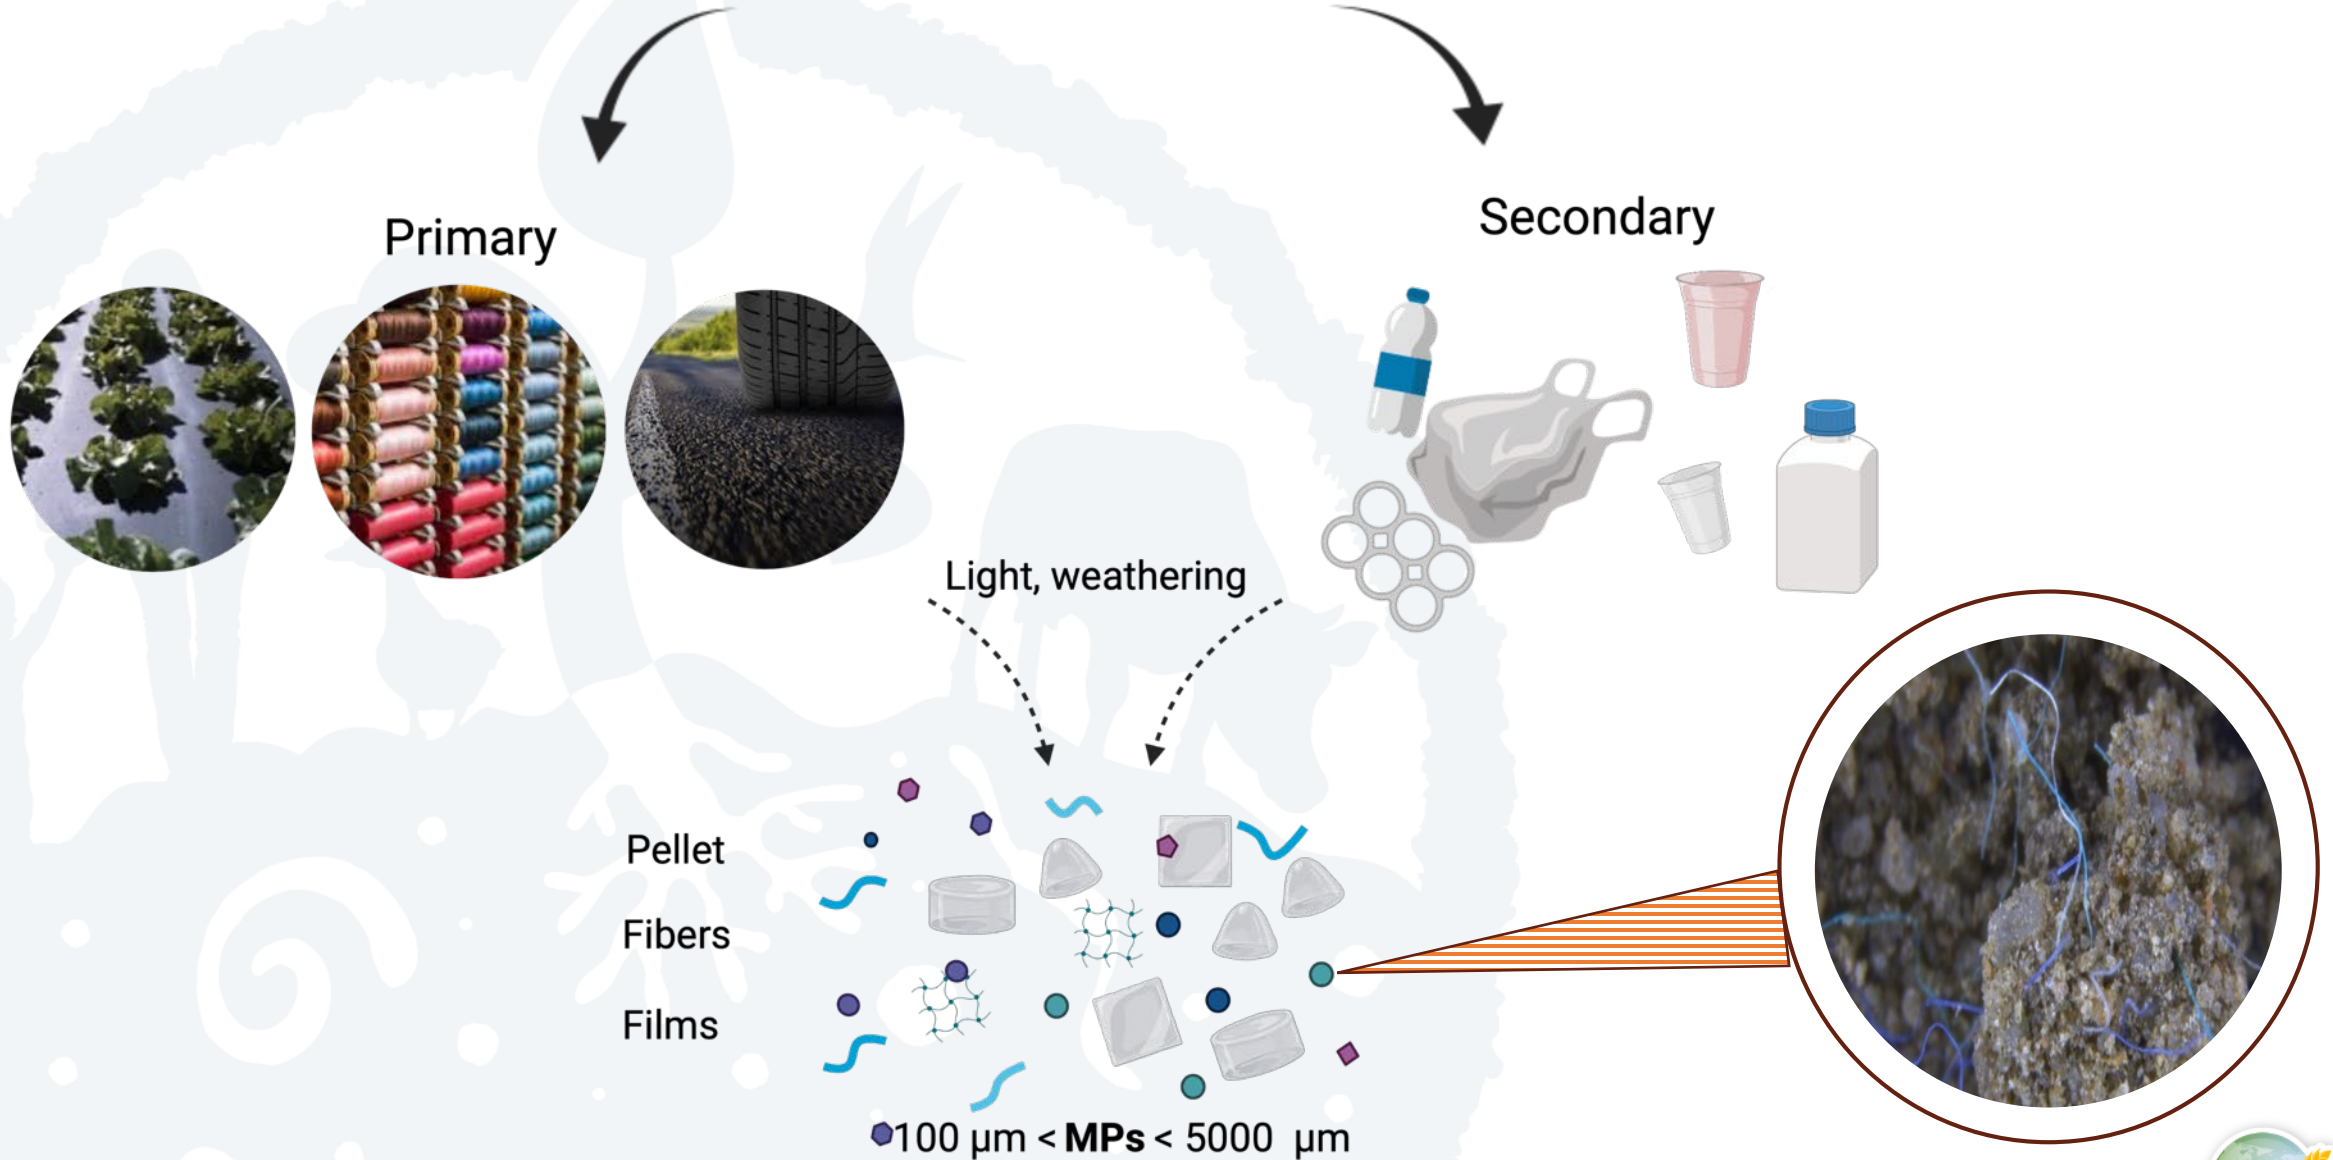 Primary
Secondary
Light, weathering
Pellet
Fibers
Films
100 µm < MPs < 5000 µm